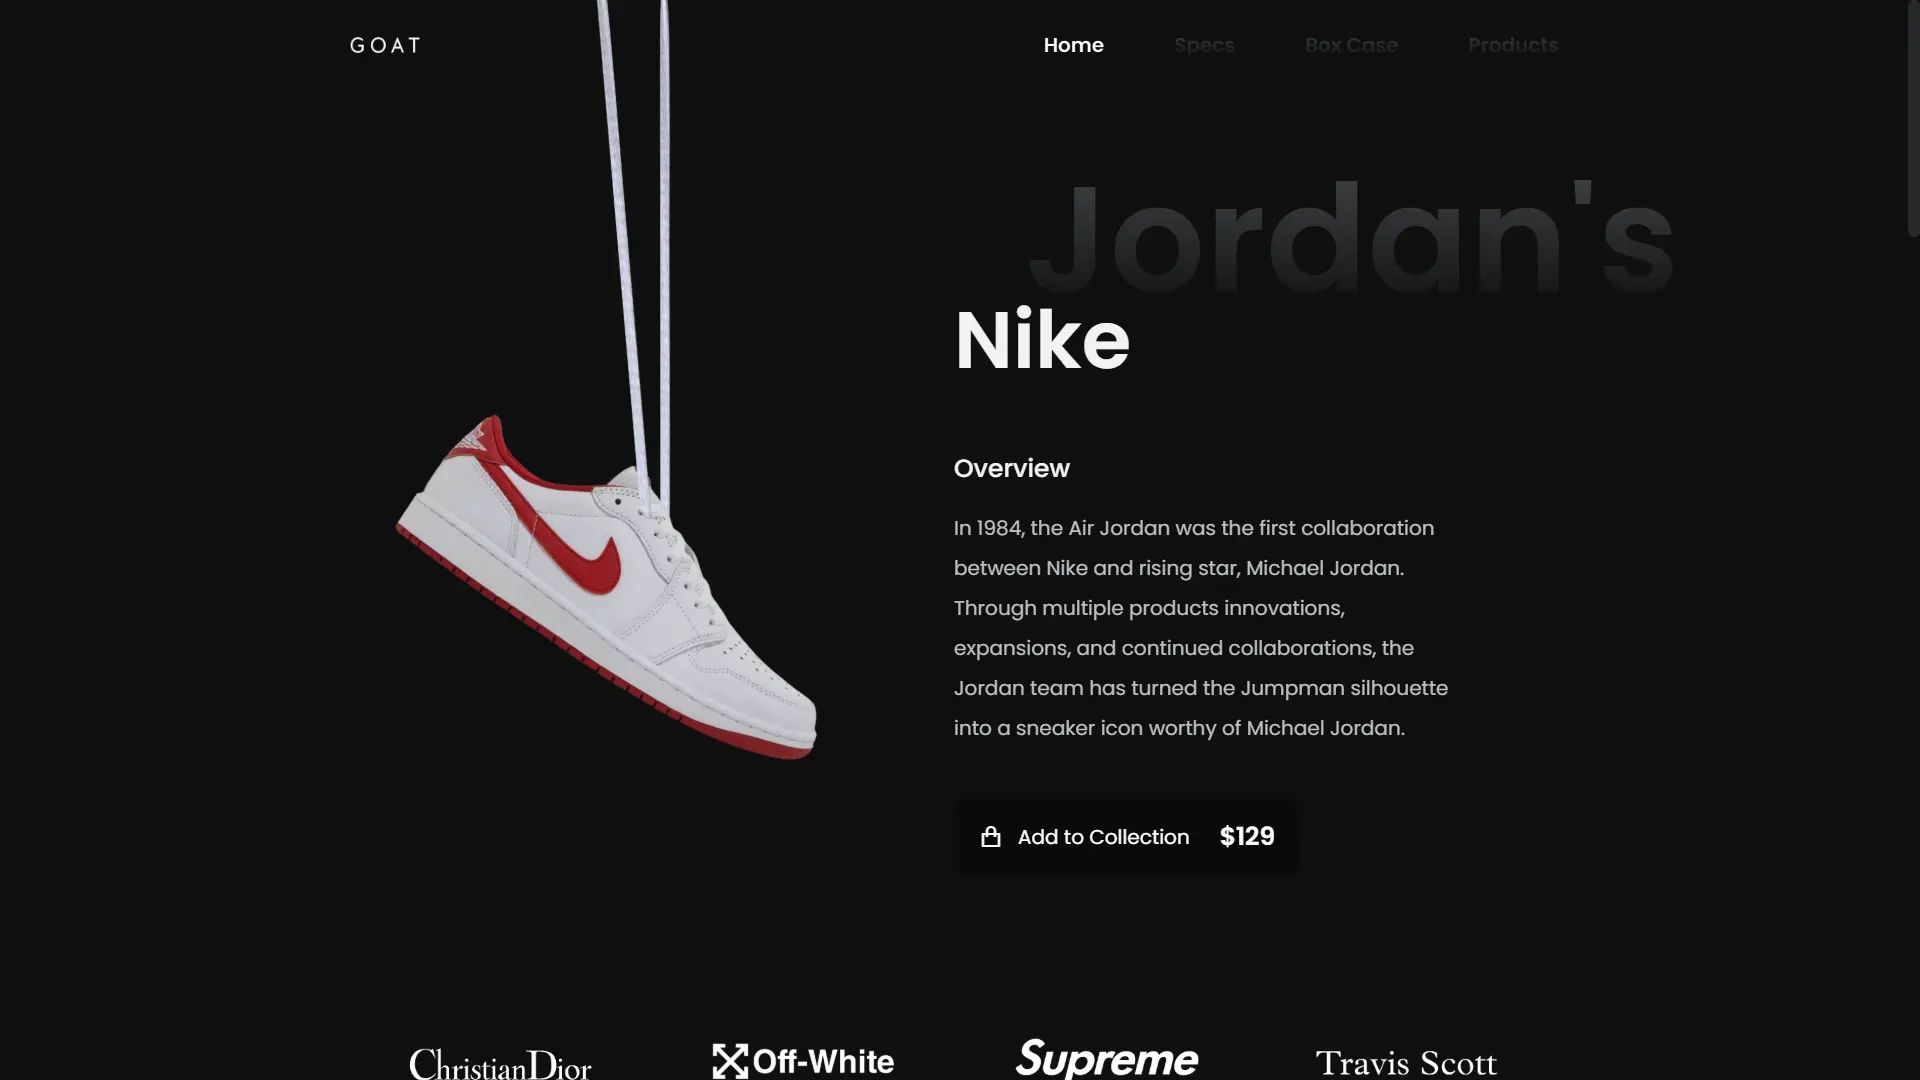 GOAT
Home
Specs
Box Case
Products
Jordan's
Nike
Overview
In 1984, the Air Jordan was the first collaboration
between Nike and rising star, Michael Jordan.
Through multiple products innovations,
expansions, and continued collaborations, the
Jordan team has turned the Jumpman silhouette
into a sneaker icon worthy of Michael Jordan.
Add to Collection $129
ChristianDior
Off-White
Supreme
Travis Scott